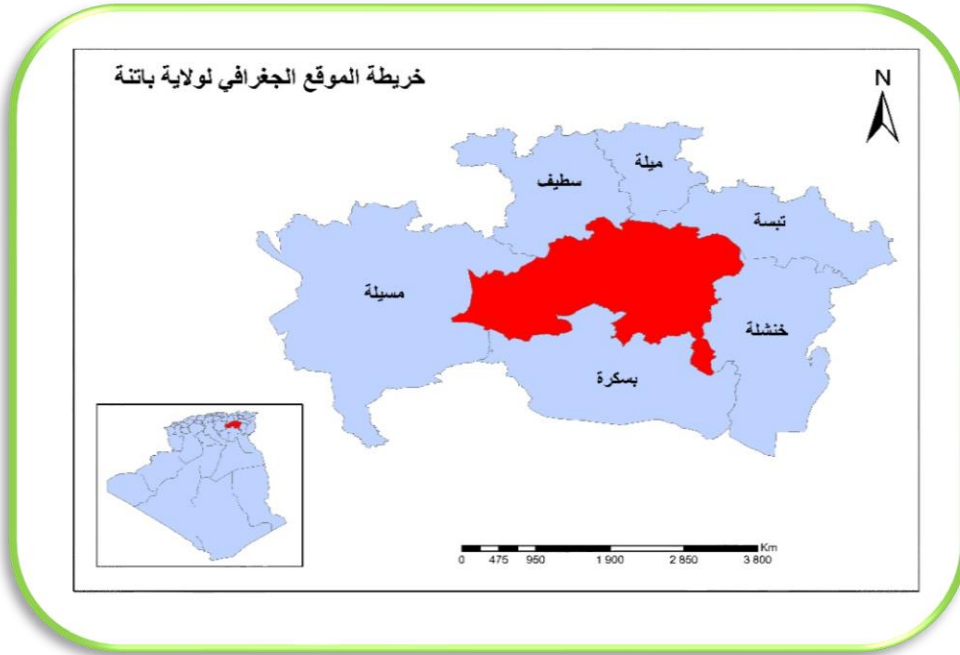 خريطة الموقع الجغرافي لولاية باتنة
N
ميلة
سطيف
تبسة
مسيلة
خنشلة
بسكرة
Km
0 475 950 1 900 2 850 3 800